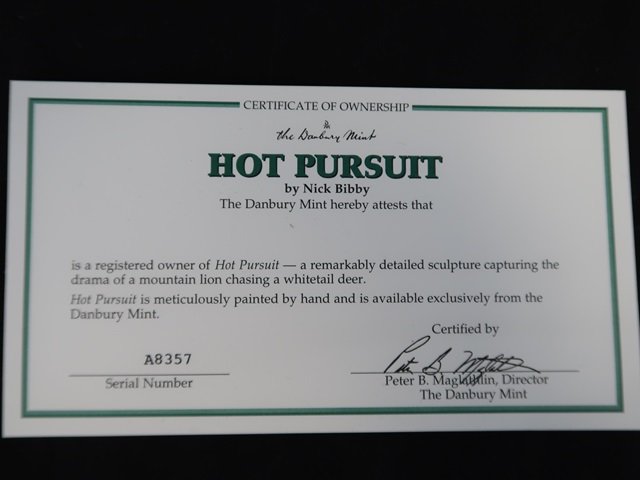 CERTIFICATE OF OWNERSHIP
the Danbury Mint
HOT PURSUIT
by Nick Bibby
The Danbury Mint hereby attests that
is a registered owner of Hot Pursuit — a remarkably detailed sculpture capturing the
drama of a mountain lion chasing a whitetail deer.
Hot Pursuit is meticulously painted by hand and is available exclusively from the
Danbury Mint.
Certified by
A8357
Serial Number
Peter B. Maglathlin, Director
The Danbury Mint